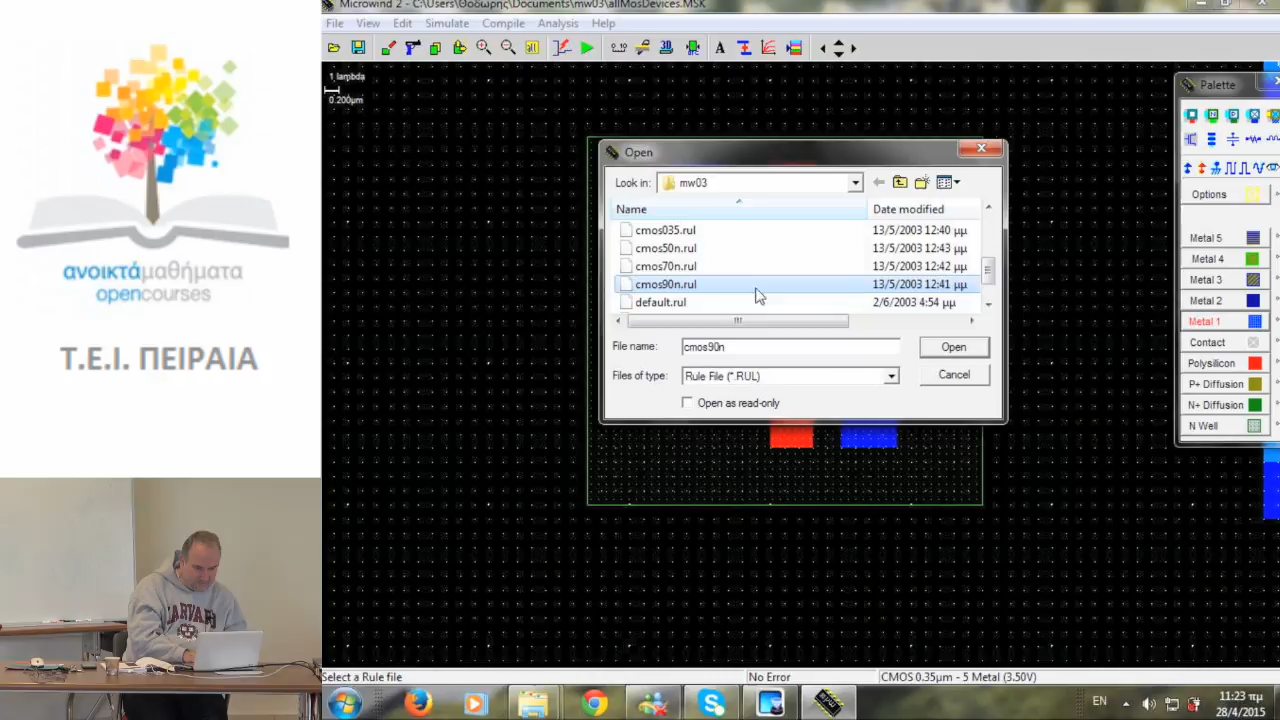 Microwind 2 - C:\Users\Θοδωρής\Documents\mw03\allMosDevices.MSK
File View Edit Simulate Compile Analysis Help
1 lambda
0.200µm
Palette
Options
Metal 5
Metal 4
Metal 3
Metal 2
Metal 1
Contact
Polysilicon
P+ Diffusion
N+ Diffusion
N Well
Open
Look in: mw03
Name Date modified
cmos035.rul 13/5/2003 12:40 μμ
cmos50n.rul 13/5/2003 12:43 μμ
cmos70n.rul 13/5/2003 12:42 μμ
cmos90n.rul 13/5/2003 12:41 μμ
default.rul 2/6/2003 4:54 μμ
File name: cmos90n Open
Files of type: Rule File (*.RUL) Cancel
Open as read-only
Select a Rule file No Error CMOS 0.35µm - 5 Metal (3.50V)
EN
11:23 πμ
28/4/2015
ανοικτάμαθήματα
opencourses
Τ.Ε.Ι. ΠΕΙΡΑΙΑ
HARVARD